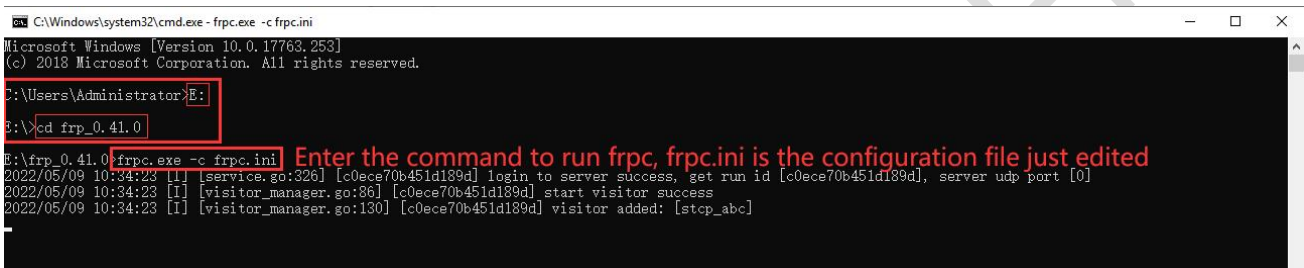 C:\Windows\system32\cmd.exe - frpc.exe -c frpc.ini
Microsoft Windows [Version 10.0.17763.253]
(c) 2018 Microsoft Corporation. All rights reserved.
C:\Users\Administrator>E:
E:\>cd frp_0.41.0
E:\frp_0.41.0>frpc.exe -c frpc.ini Enter the command to run frpc, frpc.ini is the configuration file just edited
2022/05/09 10:34:23 [I] [service.go:326] [c0ece70b451d189d] login to server success, get run id [c0ece70b451d189d], server udp port [0]
2022/05/09 10:34:23 [I] [visitor_manager.go:86] [c0ece70b451d189d] start visitor success
2022/05/09 10:34:23 [I] [visitor_manager.go:130] [c0ece70b451d189d] visitor added: [stcp_abc]